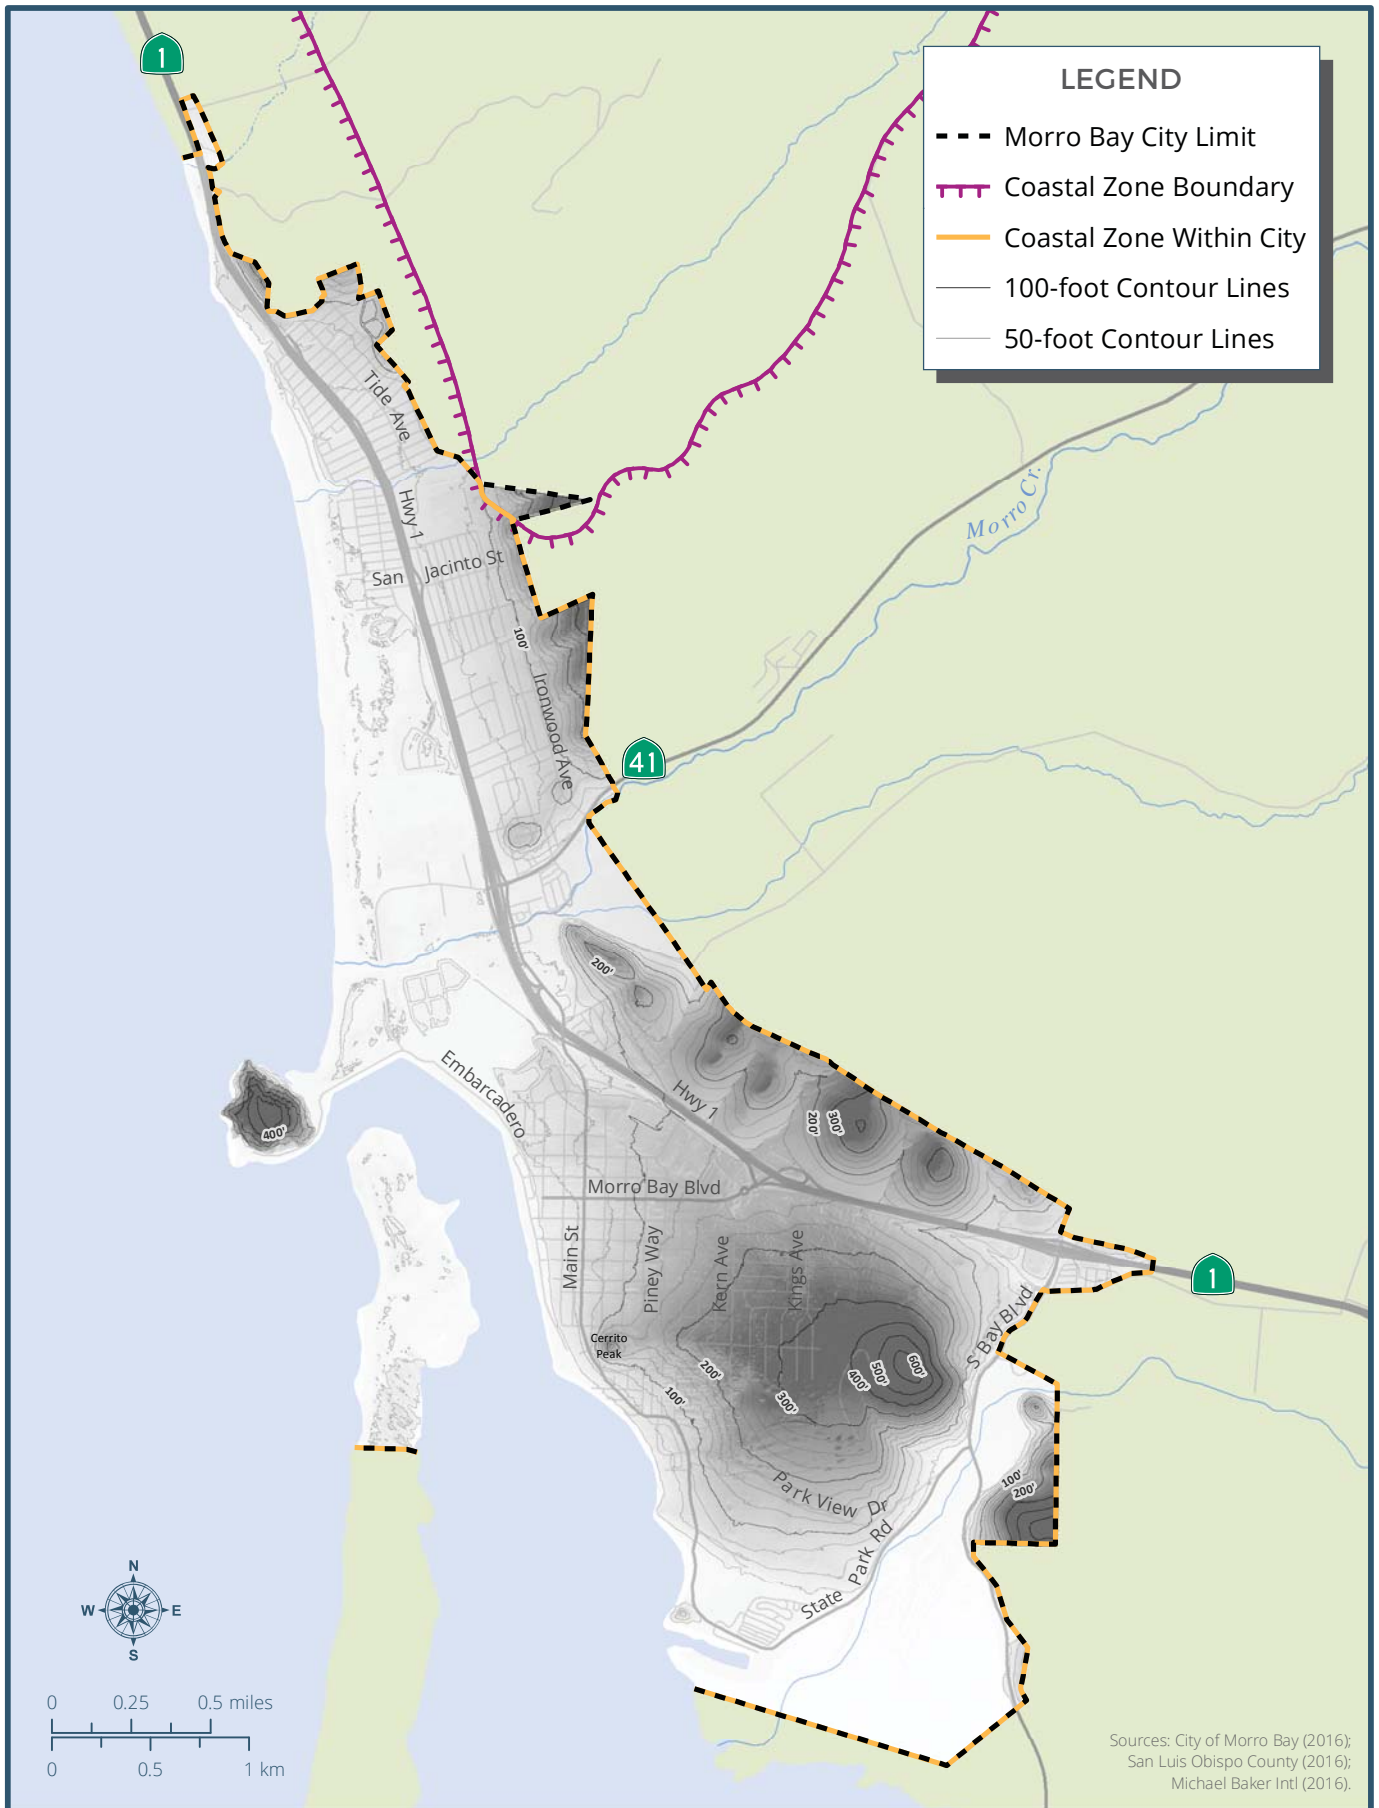 1
LEGEND
Morro Bay City Limit
Coastal Zone Boundary
Coastal Zone Within City
100-foot Contour Lines
50-foot Contour Lines
Tide Ave
Hwy 1
Morro Cr.
San Jacinto St
100'
Ironwood Ave
41
200'
Embarcadero
Hwy 1
400'
200'
300'
Morro Bay Blvd
Main St
Piney Way
Kern Ave
Kings Ave
1
S Bay Blvd
Cerrito
Peak
200'
100'
300'
400'
500'
600'
100'
200'
Park View Dr
State Park Rd
N
W
E
S
0 0.25 0.5 miles
0 0.5 1 km
Sources: City of Morro Bay (2016);
San Luis Obispo County (2016);
Michael Baker Intl (2016).